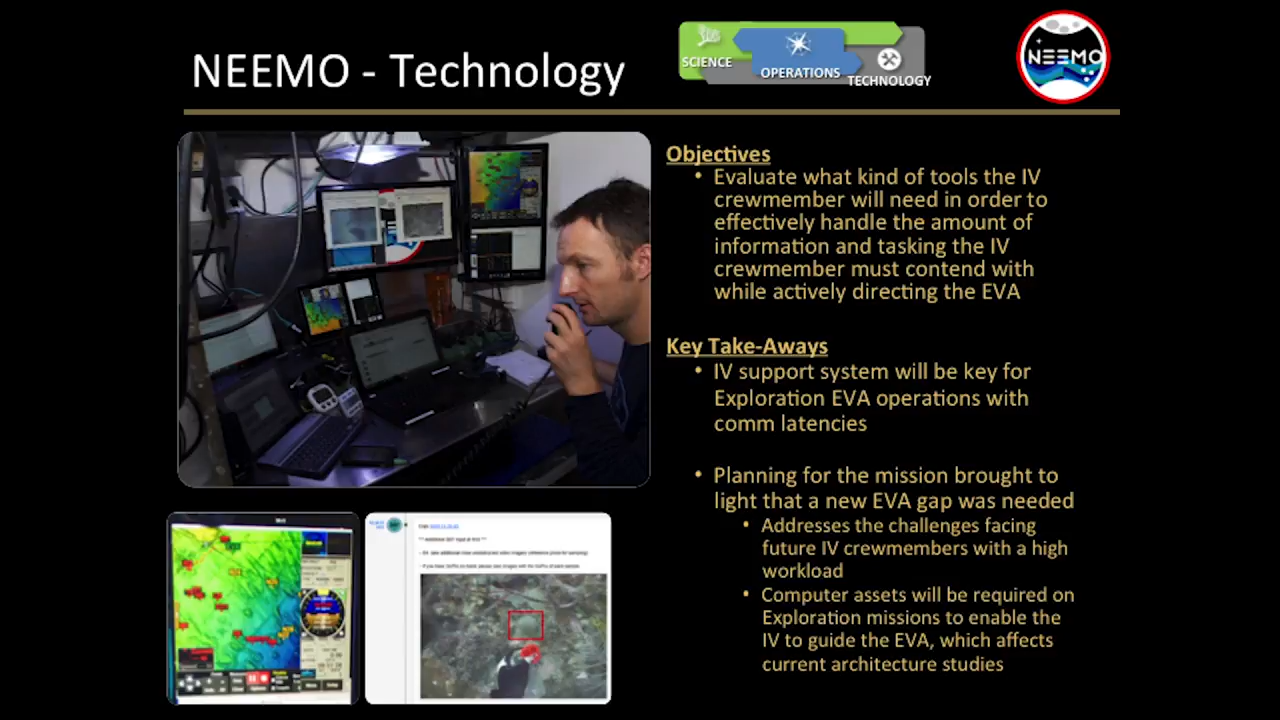 NEEMO - Technology
SCIENCE
OPERATIONS
TECHNOLOGY
NEEMO
Objectives
• Evaluate what kind of tools the IV
crewmember will need in order to
effectively handle the amount of
information and tasking the IV
crewmember must contend with
while actively directing the EVA
Key Take-Aways
• IV support system will be key for
Exploration EVA operations with
comm latencies
• Planning for the mission brought to
light that a new EVA gap was needed
• Addresses the challenges facing
future IV crewmembers with a high
workload
• Computer assets will be required on
Exploration missions to enable the
IV to guide the EVA, which affects
current architecture studies